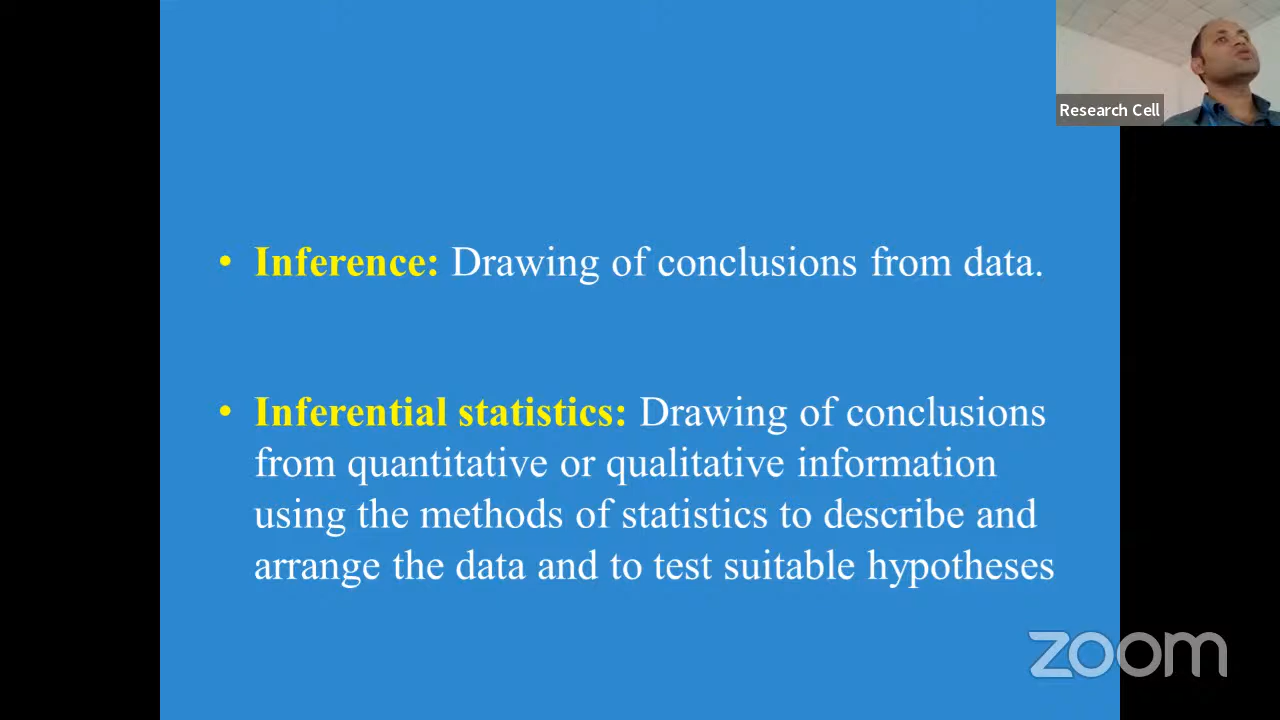 Research Cell
• Inference: Drawing of conclusions from data.
• Inferential statistics: Drawing of conclusions
from quantitative or qualitative information
using the methods of statistics to describe and
arrange the data and to test suitable hypotheses
zoom